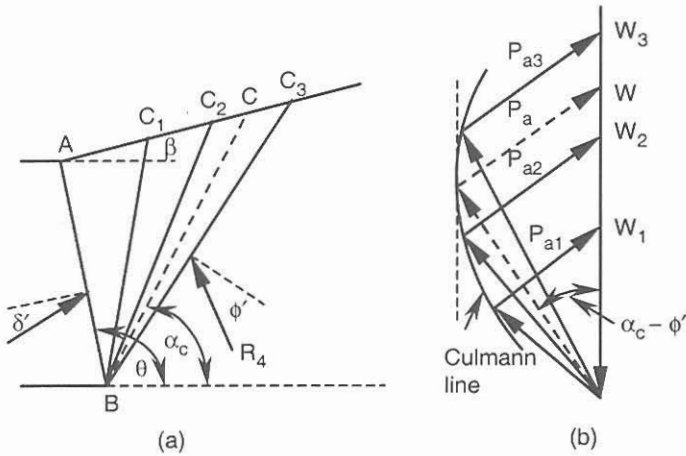 A
C1
C2
C
C3
β
δ'
θ
αc
R4
ϕ'
B
(a)
Pa3
W3
Pa
W
Pa2
W2
Pa1
W1
Culmann
line
αc – ϕ'
(b)